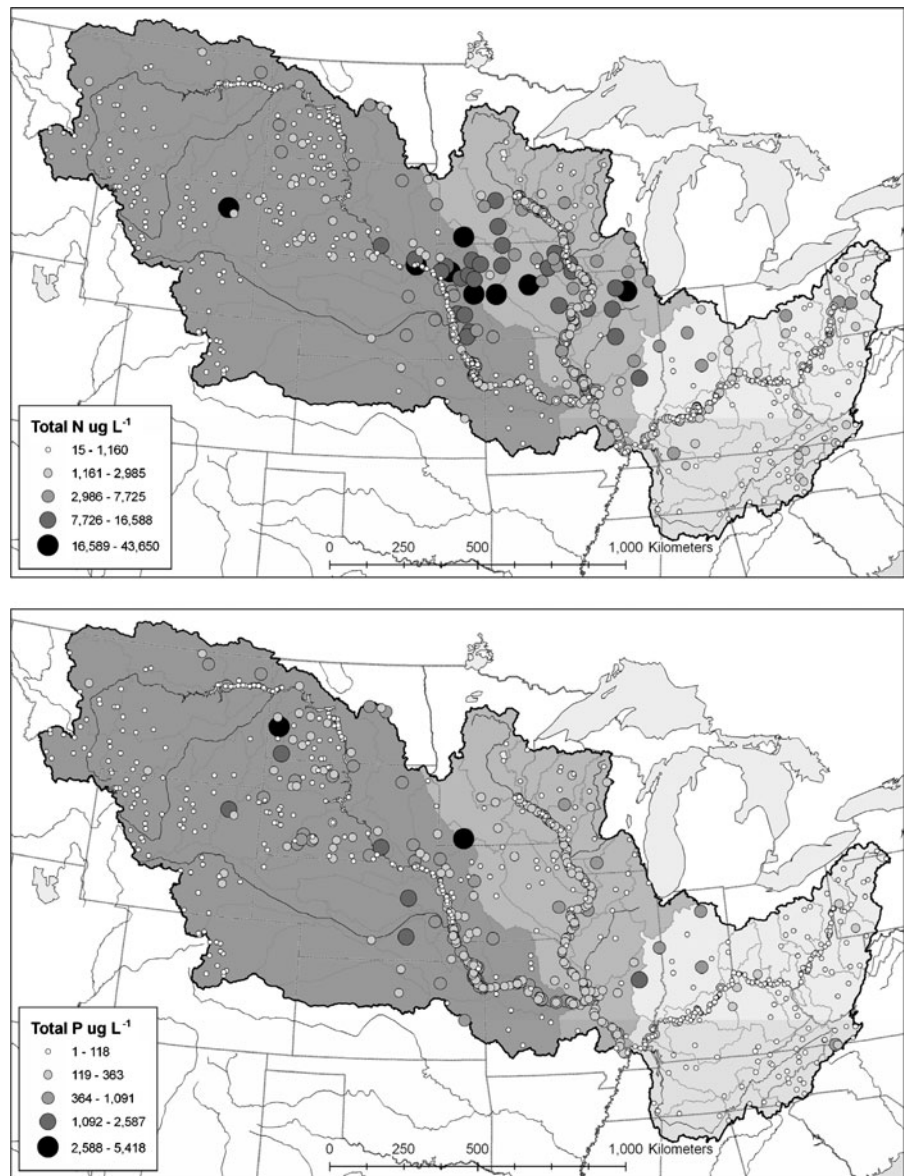 Total N ug L-1
15 - 1,160
1,161 - 2,985
2,986 - 7,725
7,726 - 16,588
16,589 - 43,650
0 250 500 1,000 Kilometers
Total P ug L-1
1 - 118
119 - 363
364 - 1,091
1,092 - 2,587
2,588 - 5,418
0 250 500 1,000 Kilometers